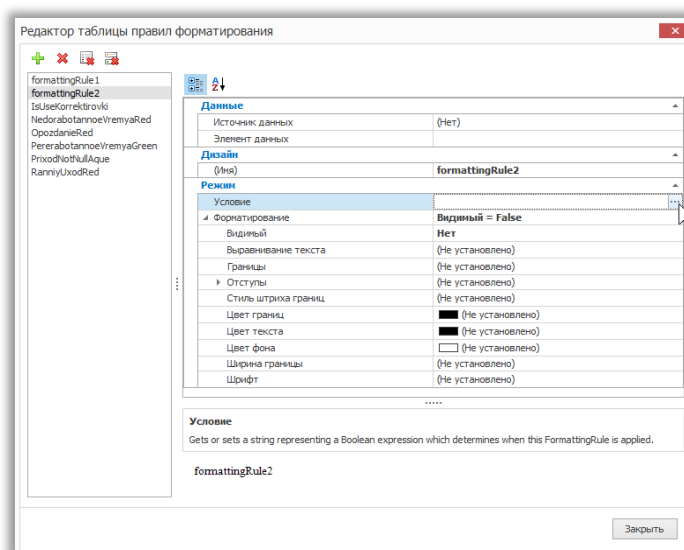 Редактор таблицы правил форматирования
formattingRule1
formattingRule2
IsUseKorrektirovki
NedorabotannoeVremyaRed
OpozdanieRed
PererabotannoeVremyaGreen
PrixodNotNullAque
RanniyUxodRed
Данные
Источник данных (Нет)
Элемент данных
Дизайн
(Имя) formattingRule2
Режим
Условие
Форматирование Видимый = False
Видимый Нет
Выравнивание текста (Не установлено)
Границы (Не установлено)
Отступы (Не установлено)
Стиль штриха границ (Не установлено)
Цвет границ (Не установлено)
Цвет текста (Не установлено)
Цвет фона (Не установлено)
Ширина границы (Не установлено)
Шрифт (Не установлено)
Условие
Gets or sets a string representing a Boolean expression which determines when this FormattingRule is applied.
formattingRule2
Закрыть